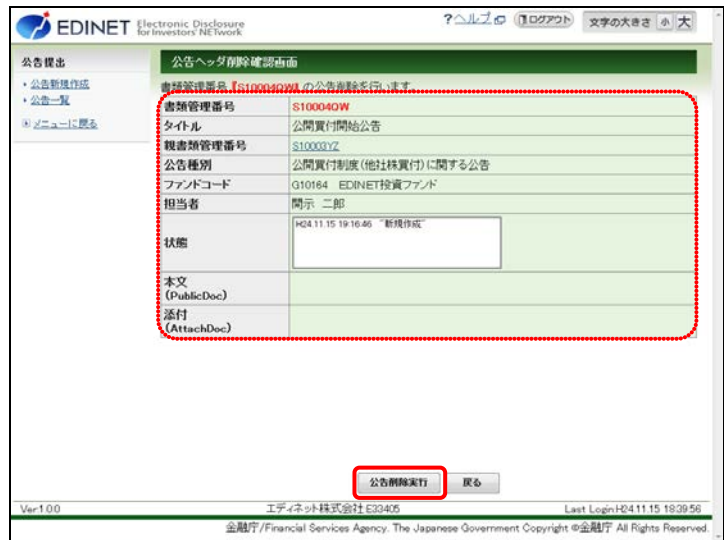 EDINET Electronic Disclosure for Investors' NETwork
?ヘルプ ログアウト 文字の大きさ 小 大
公告提出
公告新規作成
公告一覧
メニューに戻る
公告ヘッダ削除確認画面
書類管理番号『S10004QW』の公告削除を行います。
書類管理番号 S10004QW
タイトル 公開買付開始公告
親書類管理番号 S10003YZ
公告種別 公開買付制度(他社株買付)に関する公告
ファンドコード G10164 EDINET投資ファンド
担当者 開示 二郎
状態 H24.11.15 19:16:46 "新規作成"
本文
(PublicDoc)
添付
(AttachDoc)
公告削除実行 戻る
Ver1.0.0 エディネット株式会社 E33405 Last Login:H24.11.15 18:39:56
金融庁/Financial Services Agency. The Japanese Government Copyright ©金融庁 All Rights Reserved.